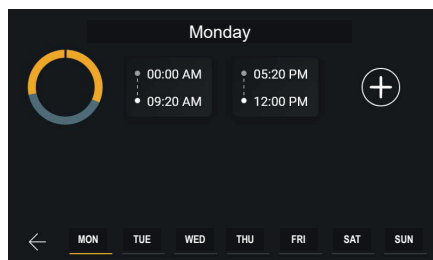 Monday
00:00 AM
05:20 PM
09:20 AM
12:00 PM
MON TUE WED THU FRI SAT SUN